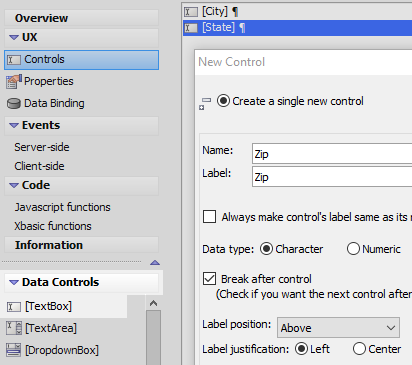 Overview
UX
Controls
Properties
Data Binding
Events
Server-side
Client-side
Code
Javascript functions
Xbasic functions
Information
Data Controls
[TextBox]
[TextArea]
[DropdownBox]
[City] ¶
[State] ¶
New Control
Create a single new control
Name: Zip
Label: Zip
Always make control's label same as its
Data type: Character Numeric
Break after control
(Check if you want the next control after
Label position: Above
Label justification: Left Center